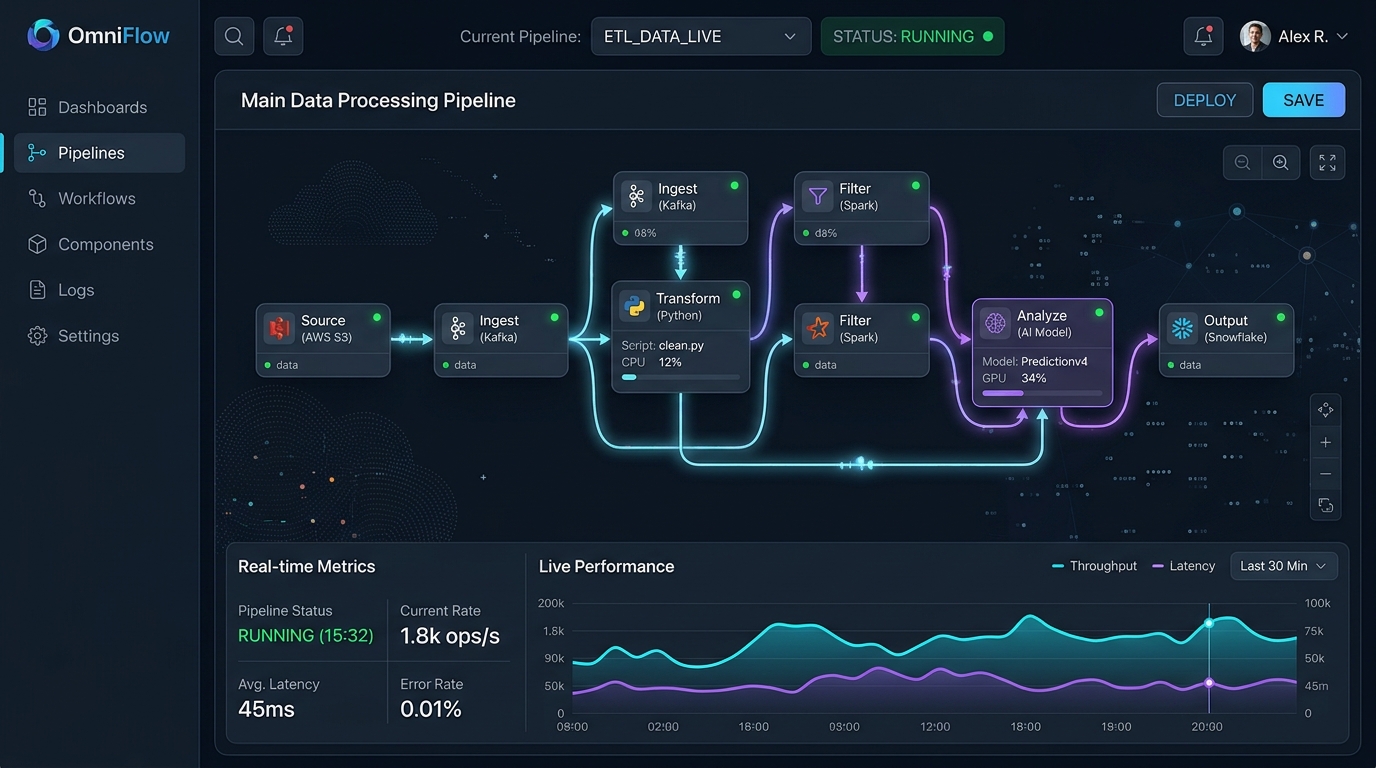 OmniFlow
Current Pipeline:
ETL_DATA_LIVE
STATUS: RUNNING
Alex R.
Dashboards
Pipelines
Workflows
Components
Logs
Settings
Main Data Processing Pipeline
DEPLOY
SAVE
Source
(AWS S3)
data
Ingest
(Kafka)
data
Ingest
(Kafka)
08%
Transform
(Python)
Script: clean.py
CPU 12%
Filter
(Spark)
d8%
Filter
(Spark)
data
Analyze
(AI Model)
Model: Predictionv4
GPU 34%
Output
(Snowflake)
data
Real-time Metrics
Pipeline Status
RUNNING (15:32)
Current Rate
1.8k ops/s
Avg. Latency
45ms
Error Rate
0.01%
Live Performance
Throughput
Latency
Last 30 Min
200k
1.8k
90k
50k
0
100k
75k
50k
45m
0
08:00
02:00
16:00
03:00
12:00
18:00
19:00
20:00